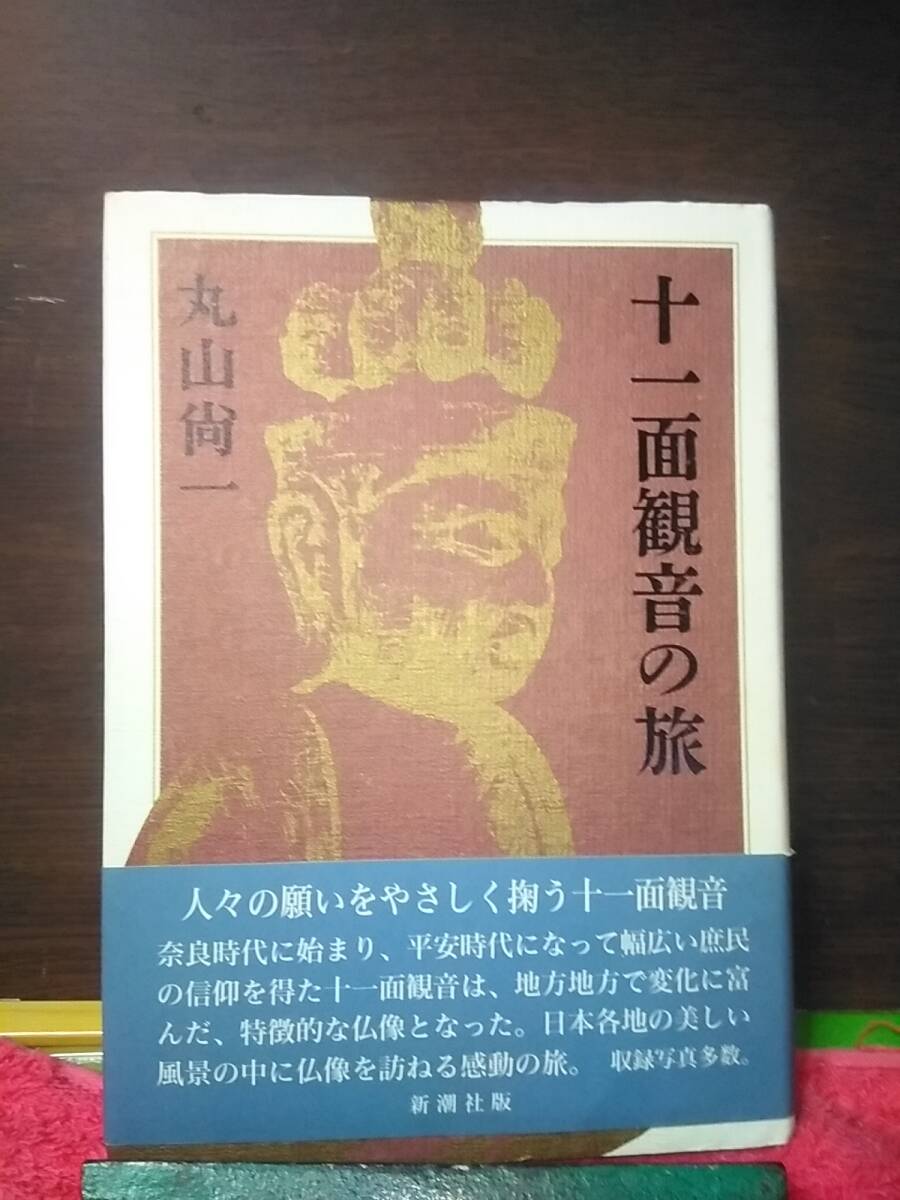 十一面観音の旅
丸山尚一
人々の願いをやさしく掬う十一面観音
奈良時代に始まり、平安時代になって幅広い庶民
の信仰を得た十一面観音は、地方地方で変化に富
んだ、特徴的な仏像となった。日本各地の美しい
風景の中に仏像を訪ねる感動の旅。 収録写真多数。
新潮社版